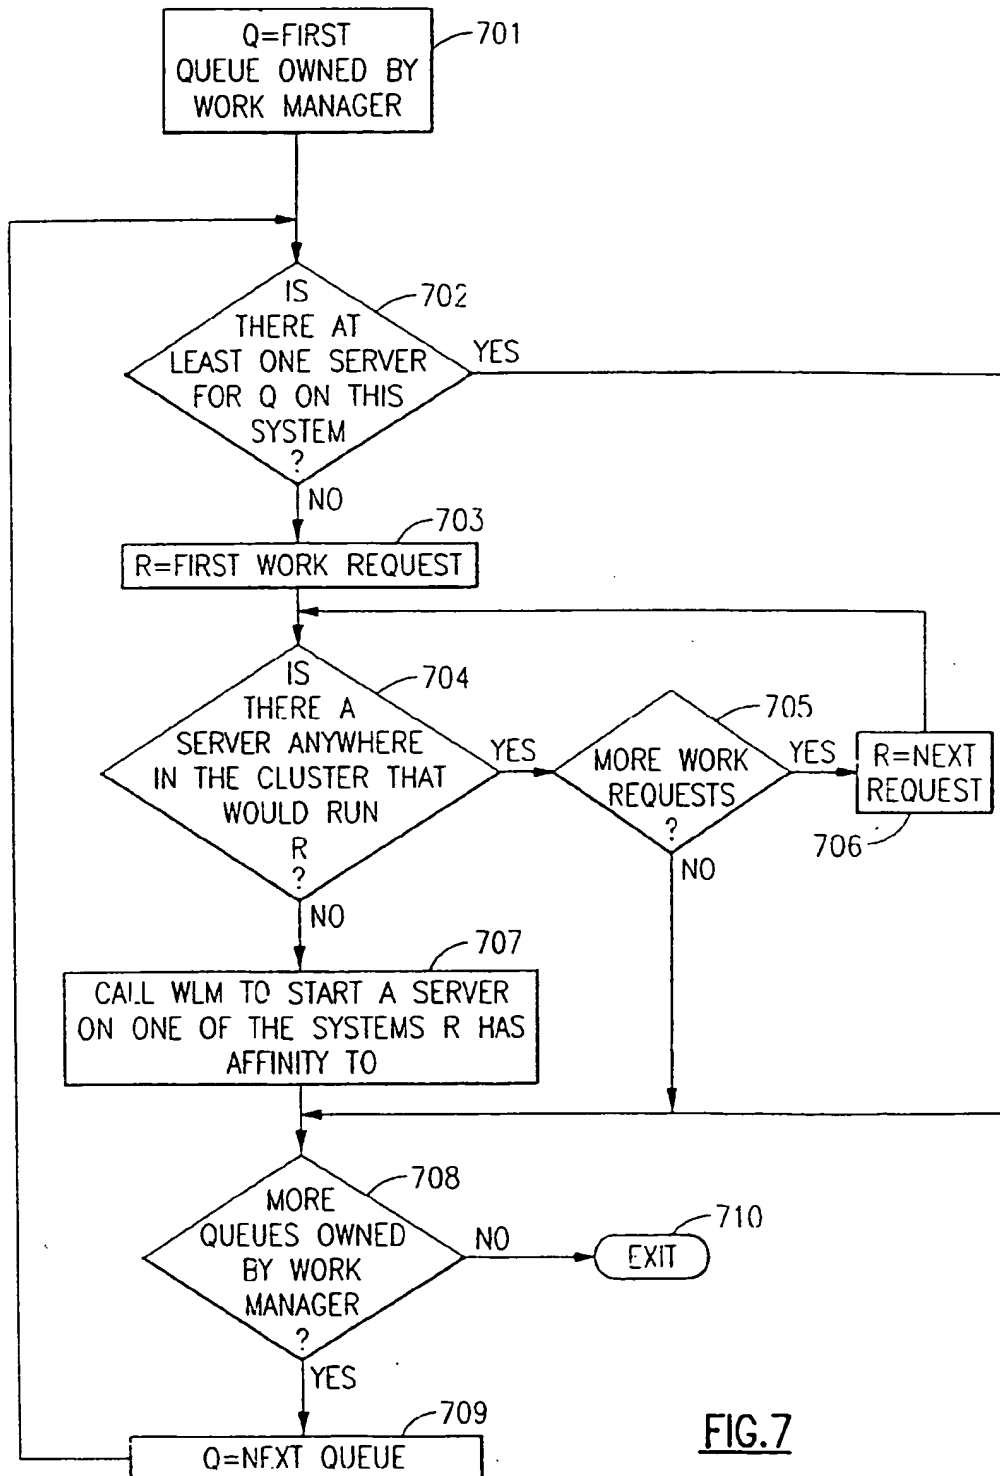 Q=FIRST
QUEUE OWNED BY
WORK MANAGER
701
IS
THERE AT
LEAST ONE SERVER
FOR Q ON THIS
SYSTEM
?
702
YES
NO
703
R=FIRST WORK REQUEST
IS
THERE A
SERVER ANYWHERE
IN THE CLUSTER THAT
WOULD RUN
R
?
704
YES
NO
705
MORE WORK
REQUESTS
?
YES
NO
R=NEXT
REQUEST
706
707
CALL WLM TO START A SERVER
ON ONE OF THE SYSTEMS R HAS
AFFINITY TO
708
MORE
QUEUES OWNED
BY WORK
MANAGER
?
NO
710
EXIT
YES
709
Q=NEXT QUEUE
FIG.7